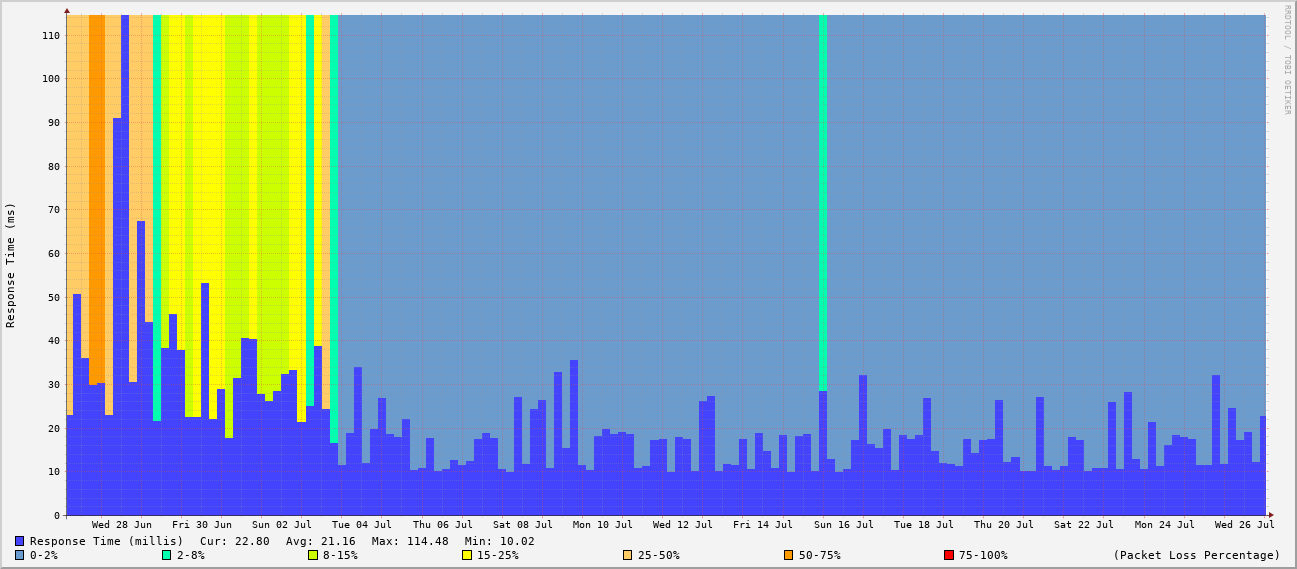 RRDTOOL / TOBI OETIKER
Response Time (ms)
110
100
90
80
70
60
50
40
30
20
10
0
Wed 28 Jun Fri 30 Jun Sun 02 Jul Tue 04 Jul Thu 06 Jul Sat 08 Jul Mon 10 Jul Wed 12 Jul Fri 14 Jul Sun 16 Jul Tue 18 Jul Thu 20 Jul Sat 22 Jul Mon 24 Jul Wed 26 Jul
Response Time (millis) Cur: 22.80 Avg: 21.16 Max: 114.48 Min: 10.02
0-2% 2-8% 8-15% 15-25% 25-50% 50-75% 75-100% (Packet Loss Percentage)